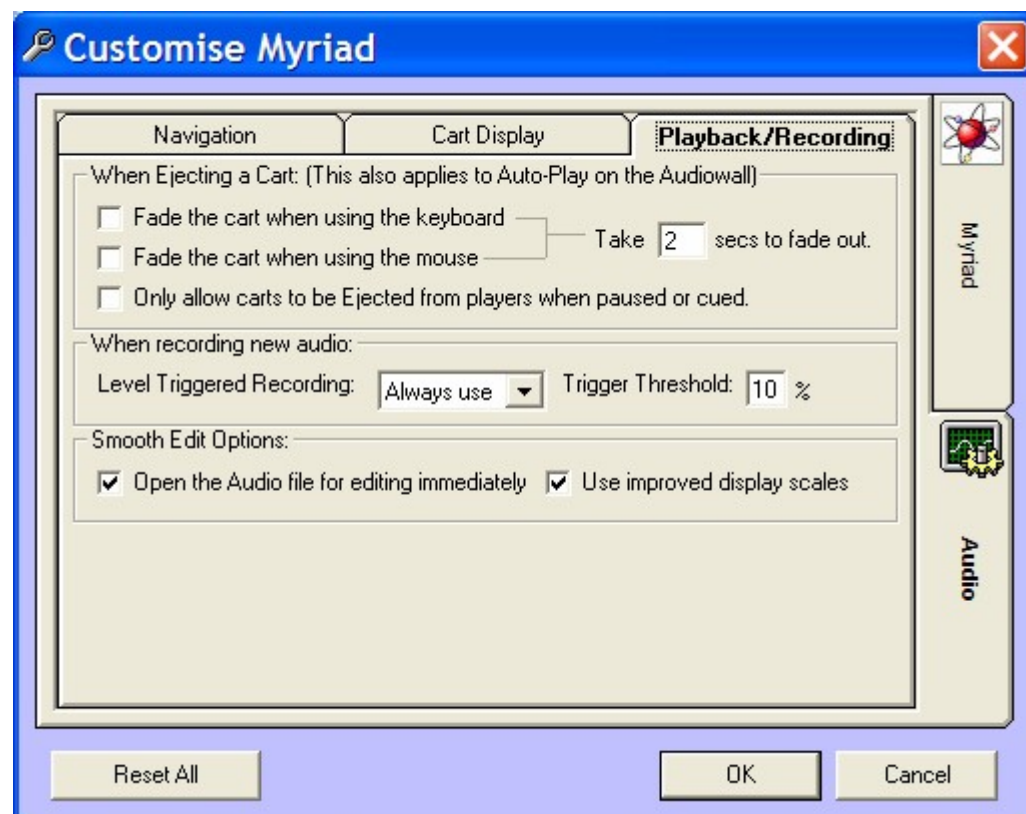 Customise Myriad
Navigation Cart Display Playback/Recording
When Ejecting a Cart: (This also applies to Auto-Play on the Audiowall)
Fade the cart when using the keyboard
Take 2 secs to fade out.
Fade the cart when using the mouse
Only allow carts to be Ejected from players when paused or cued.
When recording new audio:
Level Triggered Recording: Always use Trigger Threshold: 10 %
Smooth Edit Options:
Open the Audio file for editing immediately Use improved display scales
Myriad
Audio
Reset All OK Cancel